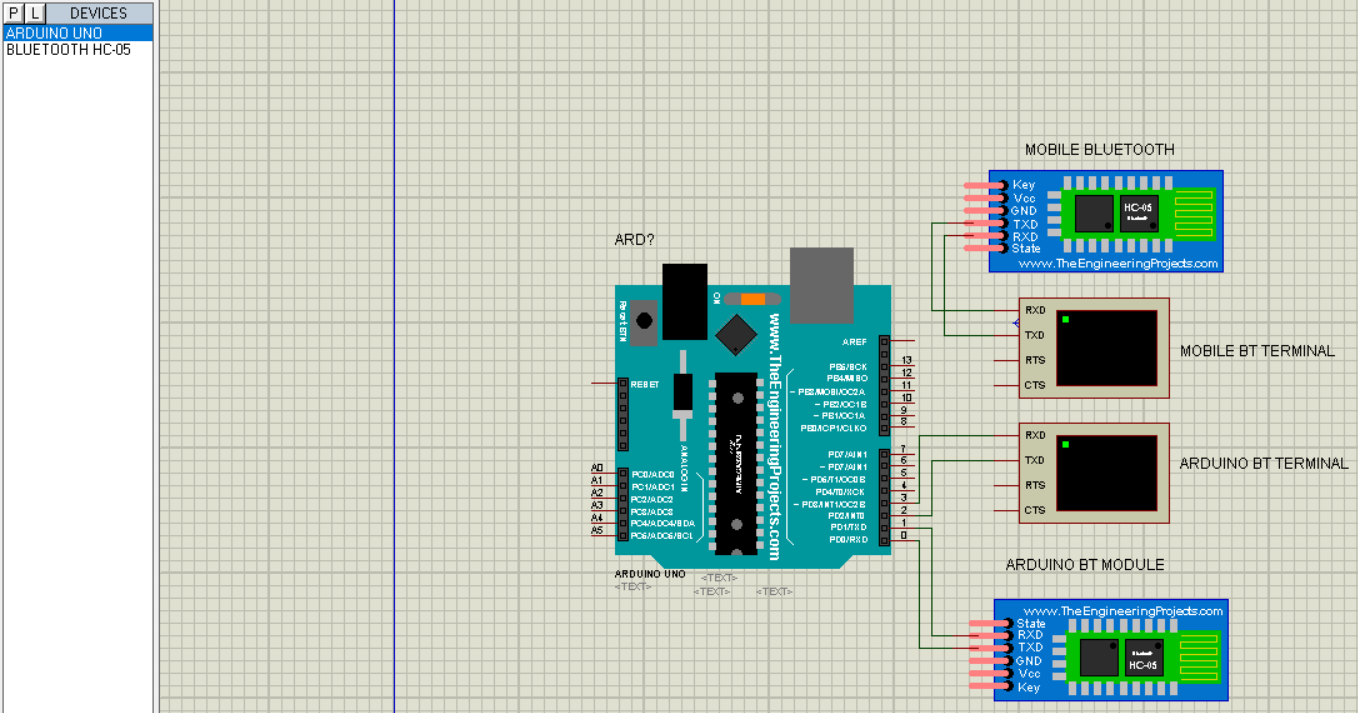 P L DEVICES
ARDUINO UNO
BLUETOOTH HC-05
MOBILE BLUETOOTH
Key
Vcc
GND
TXD
RXD
State
HC-05
www.TheEngineeringProjects.com
RXD
TXD
RTS
CTS
MOBILE BT TERMINAL
RXD
TXD
RTS
CTS
ARDUINO BT TERMINAL
ARDUINO BT MODULE
www.TheEngineeringProjects.com
State
RXD
TXD
GND
Vcc
Key
HC-05
ARD?
Reset BTN
ON
www.TheEngineeringProjects.com
RESET
ANALOG IN
A0 PC0/ADC0
A1 PC1/ADC1
A2 PC2/ADC2
A3 PC3/ADC3
A4 PC4/ADC4/SDA
A5 PC5/ADC5/SCL
AREF
PB5/SCK 13
PB4/MISO 12
~ PB3/MOSI/OC2A 11
~ PB2/OC1B 10
~ PB1/OC1A 9
PB0/ICP1/CLKO 8
PD7/AIN1 7
~ PD7/AIN1 6
~ PD6/T1/OC0B 5
PD4/T0/XCK 4
~ PD3/INT1/OC2B 3
PD2/INT0 2
PD1/TXD 1
PD0/RXD 0
ARDUINO UNO
<TEXT>
<TEXT>
<TEXT>
<TEXT>